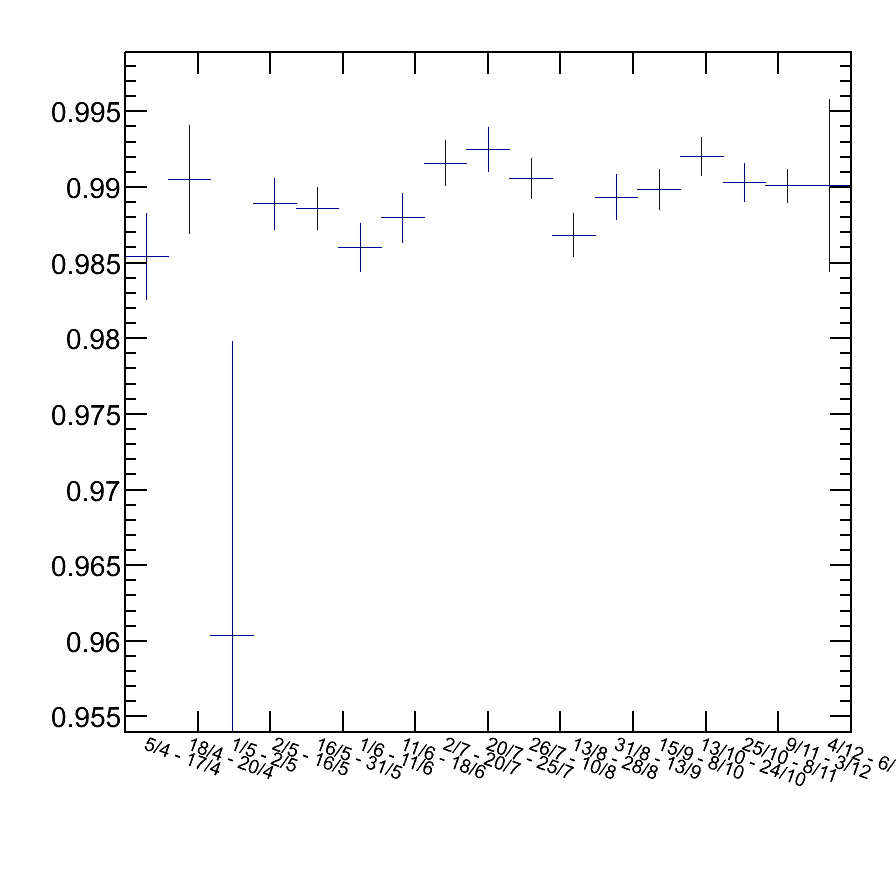 0.995
0.99
0.985
0.98
0.975
0.97
0.965
0.96
0.955
5/4 - 17/4
18/4 - 20/4
1/5 - 2/5
2/5 - 16/5
16/5 - 31/5
1/6 - 11/6
11/6 - 18/6
2/7 - 20/7
20/7 - 25/7
26/7 - 10/8
13/8 - 28/8
31/8 - 13/9
15/9 - 8/10
13/10 - 24/10
25/10 - 8/11
9/11 - 3/12
4/12 - 6/